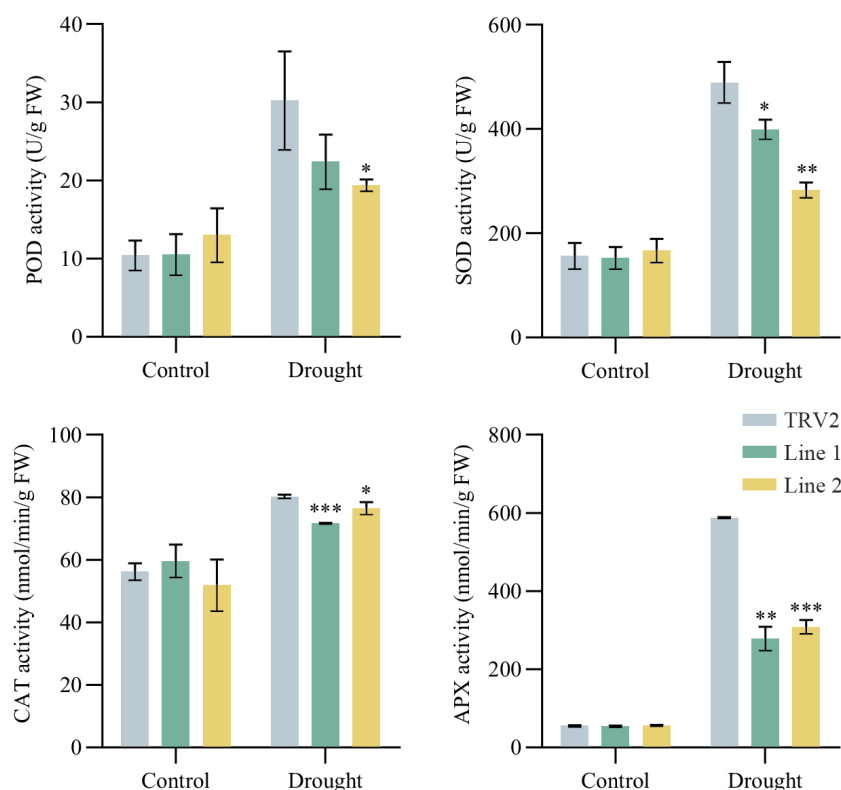 POD activity (U/g FW)
40
30
20
10
0
*
Control
Drought
SOD activity (U/g FW)
600
400
200
0
*
**
Control
Drought
CAT activity (nmol/min/g FW)
100
80
60
40
20
0
***
*
Control
Drought
APX activity (nmol/min/g FW)
800
600
400
200
0
TRV2
Line 1
Line 2
**
***
Control
Drought